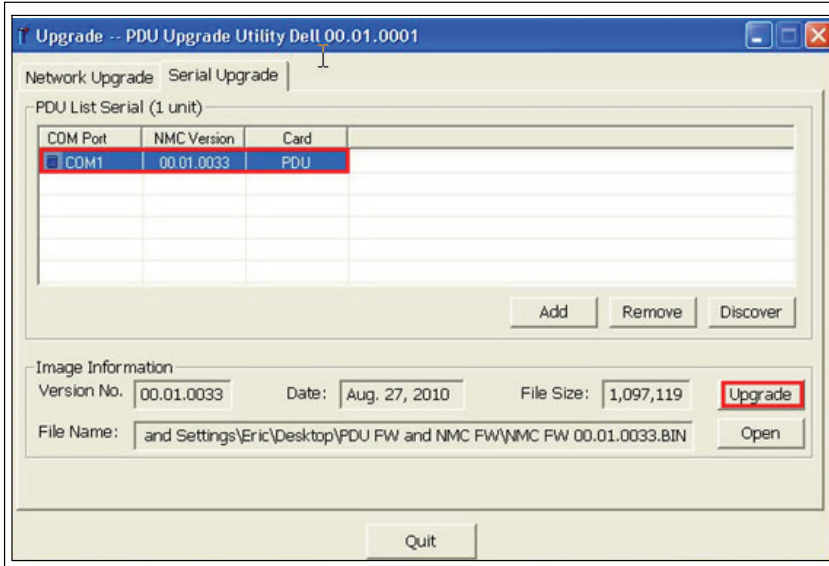 Upgrade -- PDU Upgrade Utility Dell 00.01.0001
Network Upgrade Serial Upgrade
PDU List Serial (1 unit)
COM Port NMC Version Card
COM1 00.01.0033 PDU
Add Remove Discover
Image Information
Version No. 00.01.0033 Date: Aug. 27, 2010 File Size: 1,097,119 Upgrade
File Name: and Settings\Eric\Desktop\PDU FW and NMC FW\NMC FW 00.01.0033.BIN Open
Quit